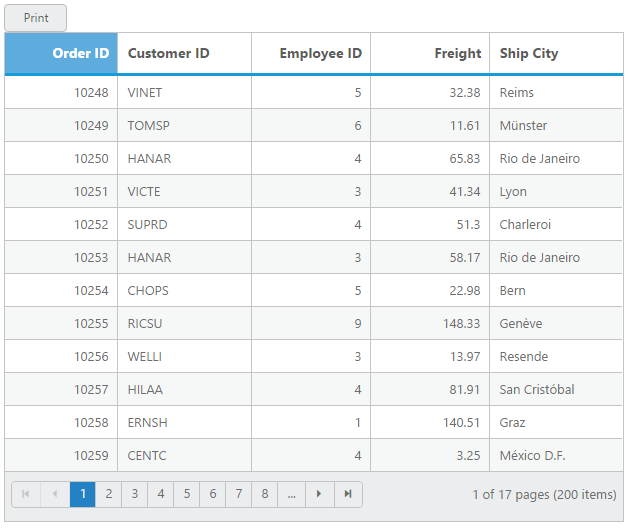 Print
Order ID Customer ID Employee ID Freight Ship City
10248 VINET 5 32.38 Reims
10249 TOMSP 6 11.61 Münster
10250 HANAR 4 65.83 Rio de Janeiro
10251 VICTE 3 41.34 Lyon
10252 SUPRD 4 51.3 Charleroi
10253 HANAR 3 58.17 Rio de Janeiro
10254 CHOPS 5 22.98 Bern
10255 RICSU 9 148.33 Genève
10256 WELLI 3 13.97 Resende
10257 HILAA 4 81.91 San Cristóbal
10258 ERNSH 1 140.51 Graz
10259 CENTC 4 3.25 México D.F.
1 2 3 4 5 6 7 8 ... 1 of 17 pages (200 items)